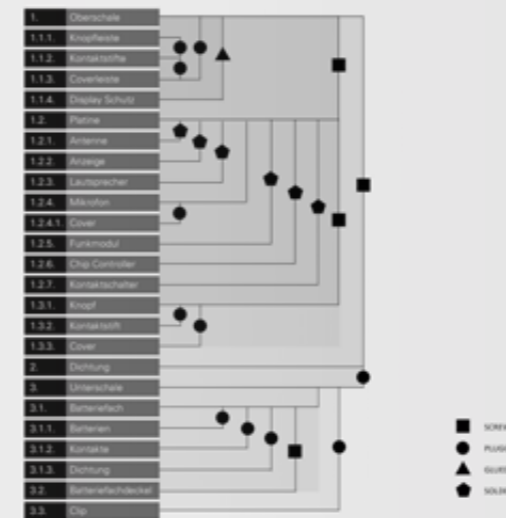 1. Oberschale
1.1.1. Knopfleiste
1.1.2. Kontaktstifte
1.1.3. Coverleiste
1.1.4. Display Schutz
1.2. Platine
1.2.1. Antenne
1.2.2. Anzeige
1.2.3. Lautsprecher
1.2.4. Mikrofon
1.2.4.1. Cover
1.2.5. Funkmodul
1.2.6. Chip Controller
1.2.7. Kontaktschalter
1.3.1. Knopf
1.3.2. Kontaktstift
1.3.3. Cover
2. Dichtung
3. Unterschale
3.1. Batteriefach
3.1.1. Batterien
3.1.2. Kontakte
3.1.3. Dichtung
3.2. Batteriefachdeckel
3.3. Clip
SCREW
PLUG
SOLDE